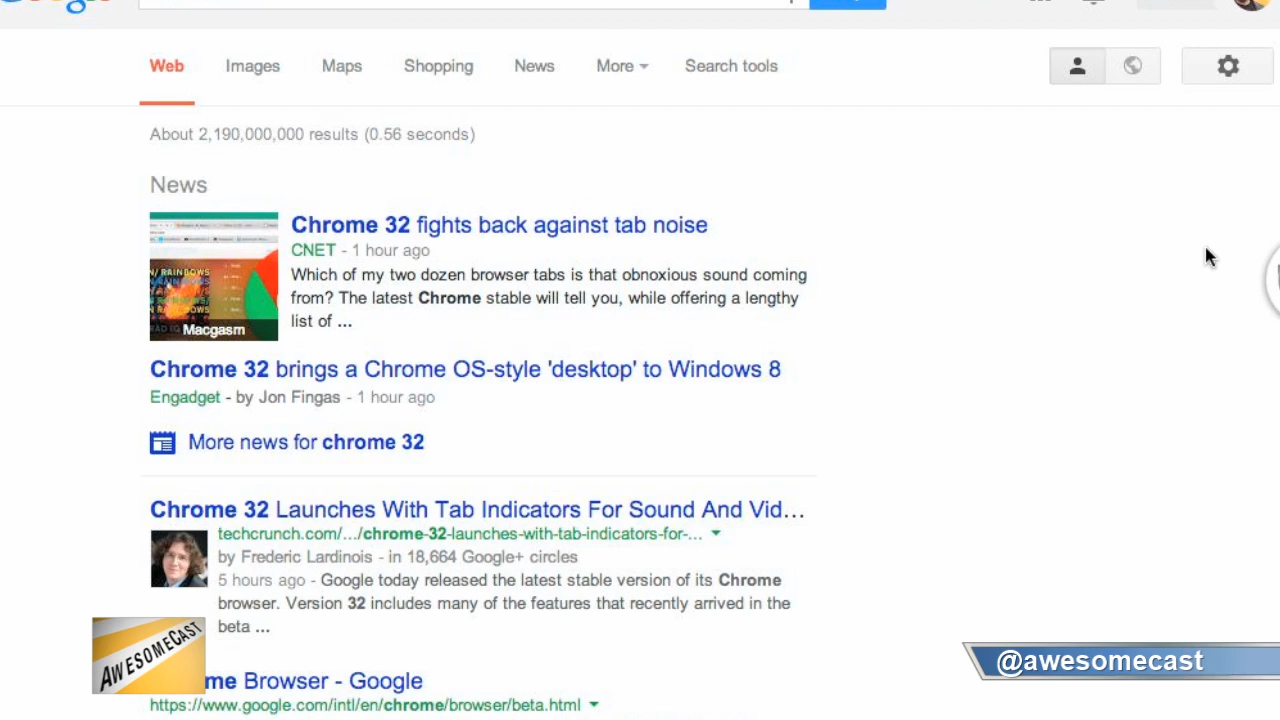 Web Images Maps Shopping News More Search tools
About 2,190,000,000 results (0.56 seconds)
News
Chrome 32 fights back against tab noise
CNET - 1 hour ago
Which of my two dozen browser tabs is that obnoxious sound coming
from? The latest Chrome stable will tell you, while offering a lengthy
list of ...
Macgasm
Chrome 32 brings a Chrome OS-style 'desktop' to Windows 8
Engadget - by Jon Fingas - 1 hour ago
More news for chrome 32
Chrome 32 Launches With Tab Indicators For Sound And Vid...
techcrunch.com/.../chrome-32-launches-with-tab-indicators-for-...
by Frederic Lardinois - in 18,664 Google+ circles
5 hours ago - Google today released the latest stable version of its Chrome
browser. Version 32 includes many of the features that recently arrived in the
beta ...
AWESOMECAST
@awesomecast
me Browser - Google
https://www.google.com/intl/en/chrome/browser/beta.html